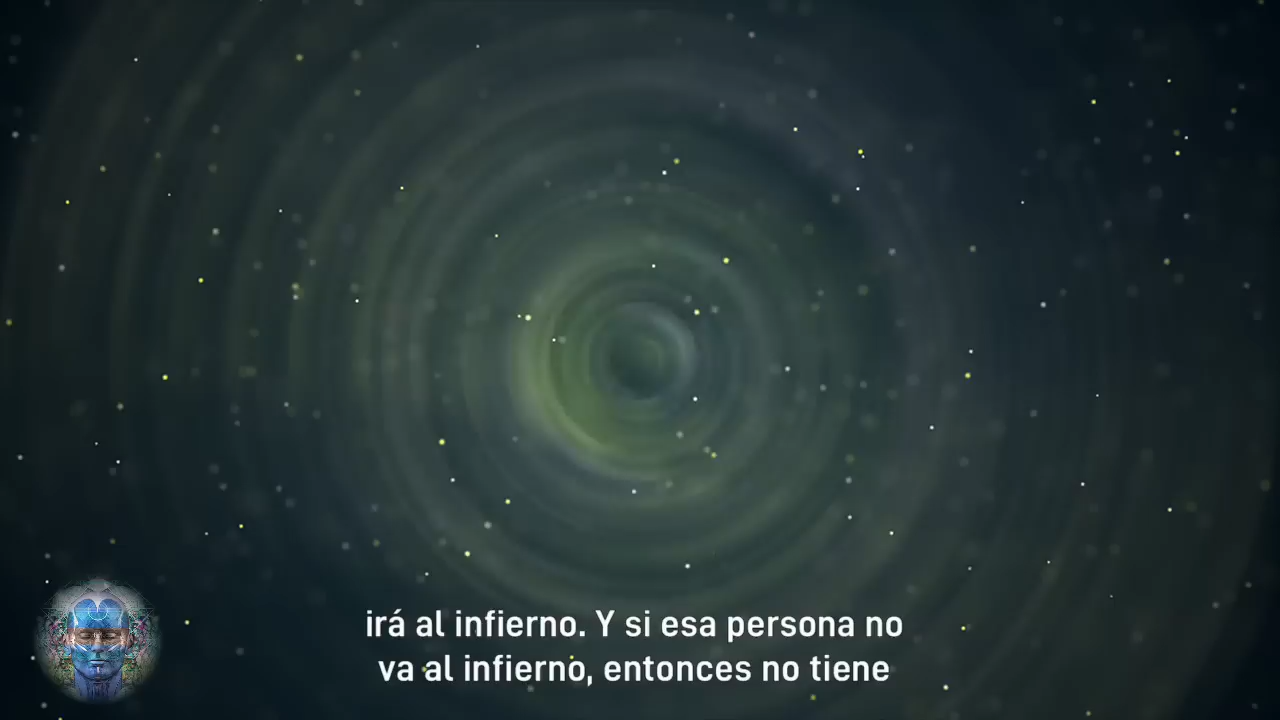 irá al infierno. Y si esa persona no
va al infierno, entonces no tiene